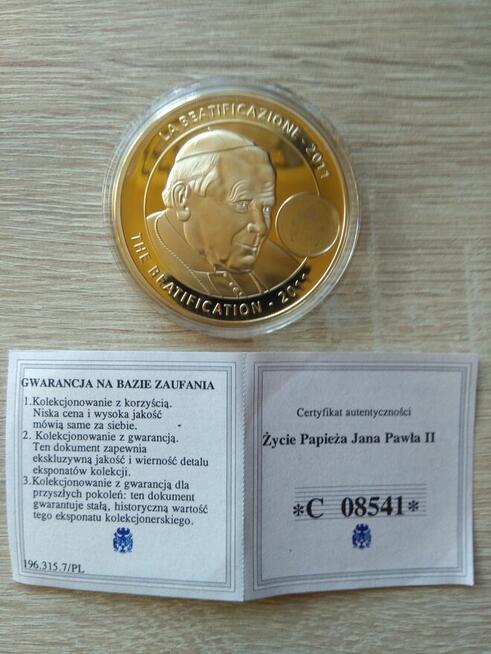 LA BEATIFICAZIONE - 2011
THE BEATIFICATION - 2011
GWARANCJA NA BAZIE ZAUFANIA
1.Kolekcjonowanie z korzyścią.
Niska cena i wysoka jakość
mówią same za siebie.
2. Kolekcjonowanie z gwarancją.
Ten dokument zapewnia
ekskluzywną jakość i wierność detalu
eksponatów kolekcji.
3.Kolekcjonowanie z gwarancją dla
przyszłych pokoleń: ten dokument
gwarantuje stałą, historyczną wartość
tego eksponatu kolekcjonerskiego.
196.315.7/PL
Certyfikat autentyczności
Życie Papieża Jana Pawła II
*C 08541*